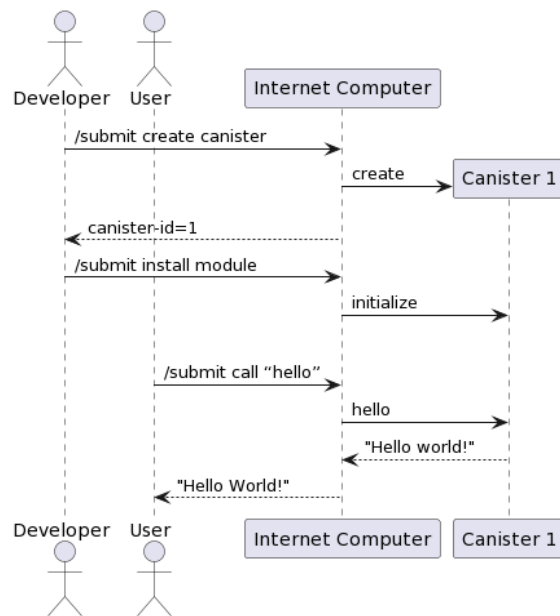 Developer
User
Internet Computer
/submit create canister
create
Canister 1
canister-id=1
/submit install module
initialize
/submit call “hello”
hello
"Hello world!"
"Hello World!"
Developer
User
Internet Computer
Canister 1